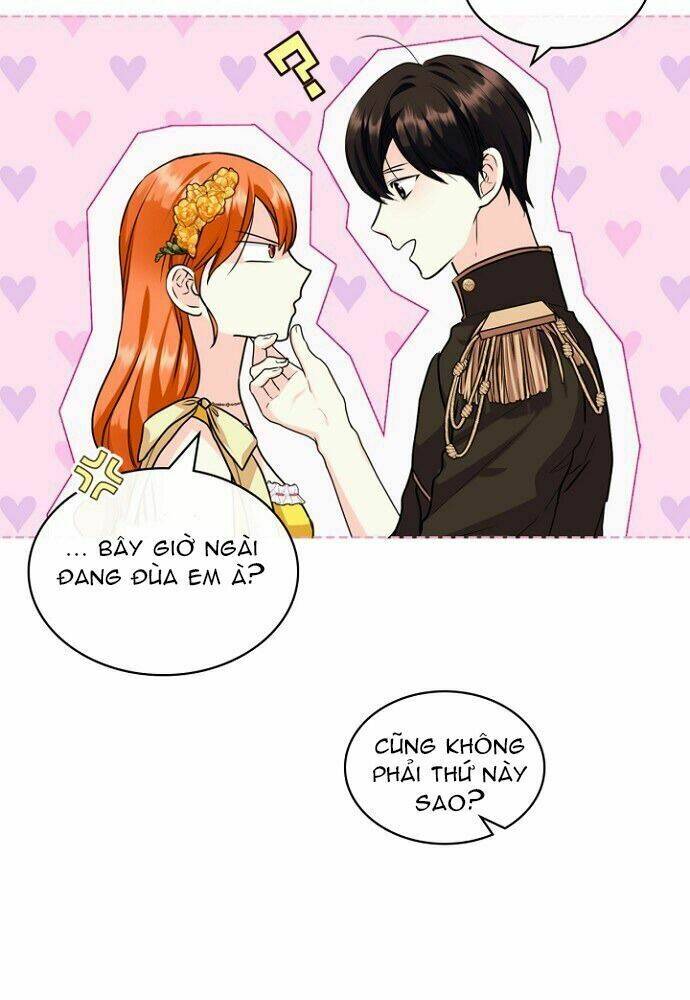 ?
... BÂY GIỜ NGÀI
ĐANG ĐÙA EM À?
CŨNG KHÔNG
PHẢI THỨ NÀY
SAO?